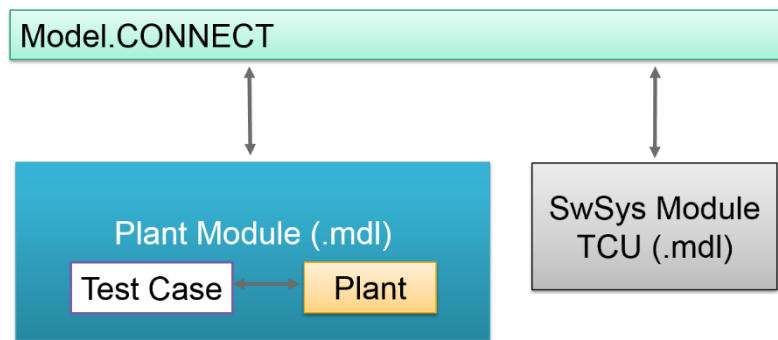 Model.CONNECT
Plant Module (.mdl)
Test Case
Plant
SwSys Module
TCU (.mdl)